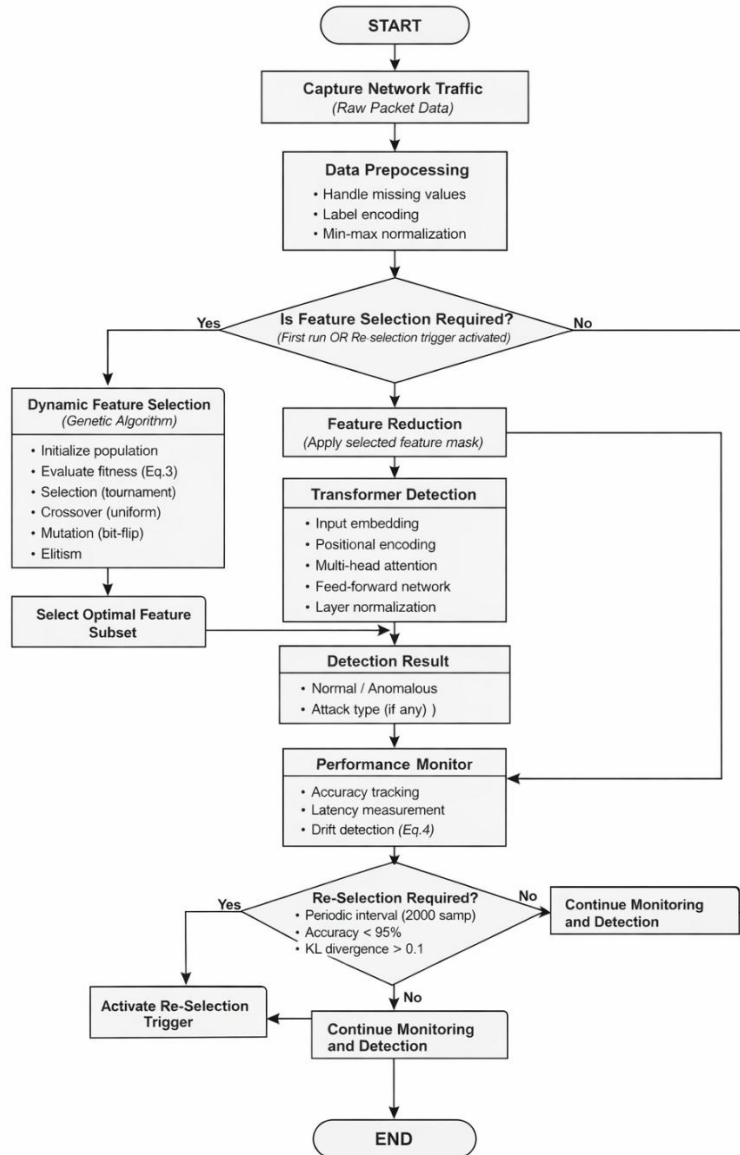 START
Capture Network Traffic
(Raw Packet Data)
Data Prepocessing
• Handle missing values
• Label encoding
• Min-max normalization
Yes
Is Feature Selection Required?
No
(First run OR Re-selection trigger activated)
Dynamic Feature Selection
(Genetic Algorithm)
• Initialize population
• Evaluate fitness (Eq.3)
• Selection (tournament)
• Crossover (uniform)
• Mutation (bit-flip)
• Elitism
Select Optimal Feature
Subset
Feature Reduction
(Apply selected feature mask)
Transformer Detection
• Input embedding
• Positional encoding
• Multi-head attention
• Feed-forward network
• Layer normalization
Detection Result
• Normal / Anomalous
• Attack type (if any) )
Performance Monitor
• Accuracy tracking
• Latency measurement
• Drift detection (Eq.4)
Yes
Re-Selection Required?
• Periodic interval (2000 samp)
• Accuracy < 95%
• KL divergence > 0.1
No
Continue Monitoring
and Detection
No
Activate Re-Selection
Trigger
Continue Monitoring
and Detection
END